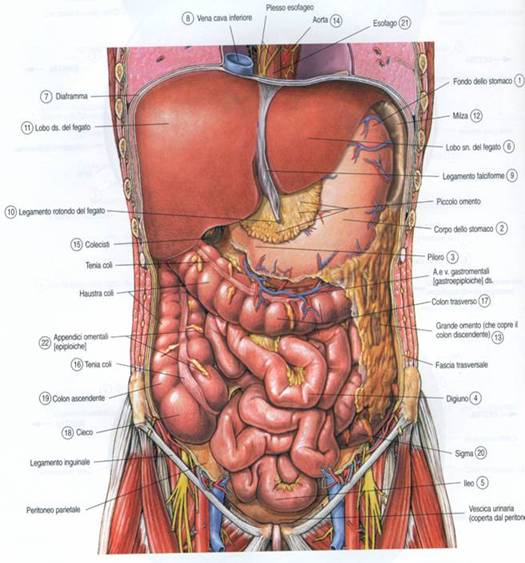 Plesso esofageo
8 Vena cava inferiore
Aorta 14
Esofago 21
Fondo dello stomaco 1
7 Diaframma
Milza 12
11 Lobo ds. del fegato
Lobo sn. del fegato 6
Legamento falciforme 9
Piccolo omento
10 Legamento rotondo del fegato
Corpo dello stomaco 2
15 Colecisti
Piloro 3
Tenia coli
A.e v. gastromentali
[gastroepiploiche] ds.
Haustra coli
Colon trasverso 17
Grande omento (che copre il
colon discendente) 13
22 Appendici omentali
[epiploiche]
16 Tenia coli
Fascia trasversale
19 Colon ascendente
Digiuno 4
18 Cieco
Sigma 20
Legamento inguinale
Ileo 5
Peritoneo parietale
Vescica urinaria
(coperta dal peritone